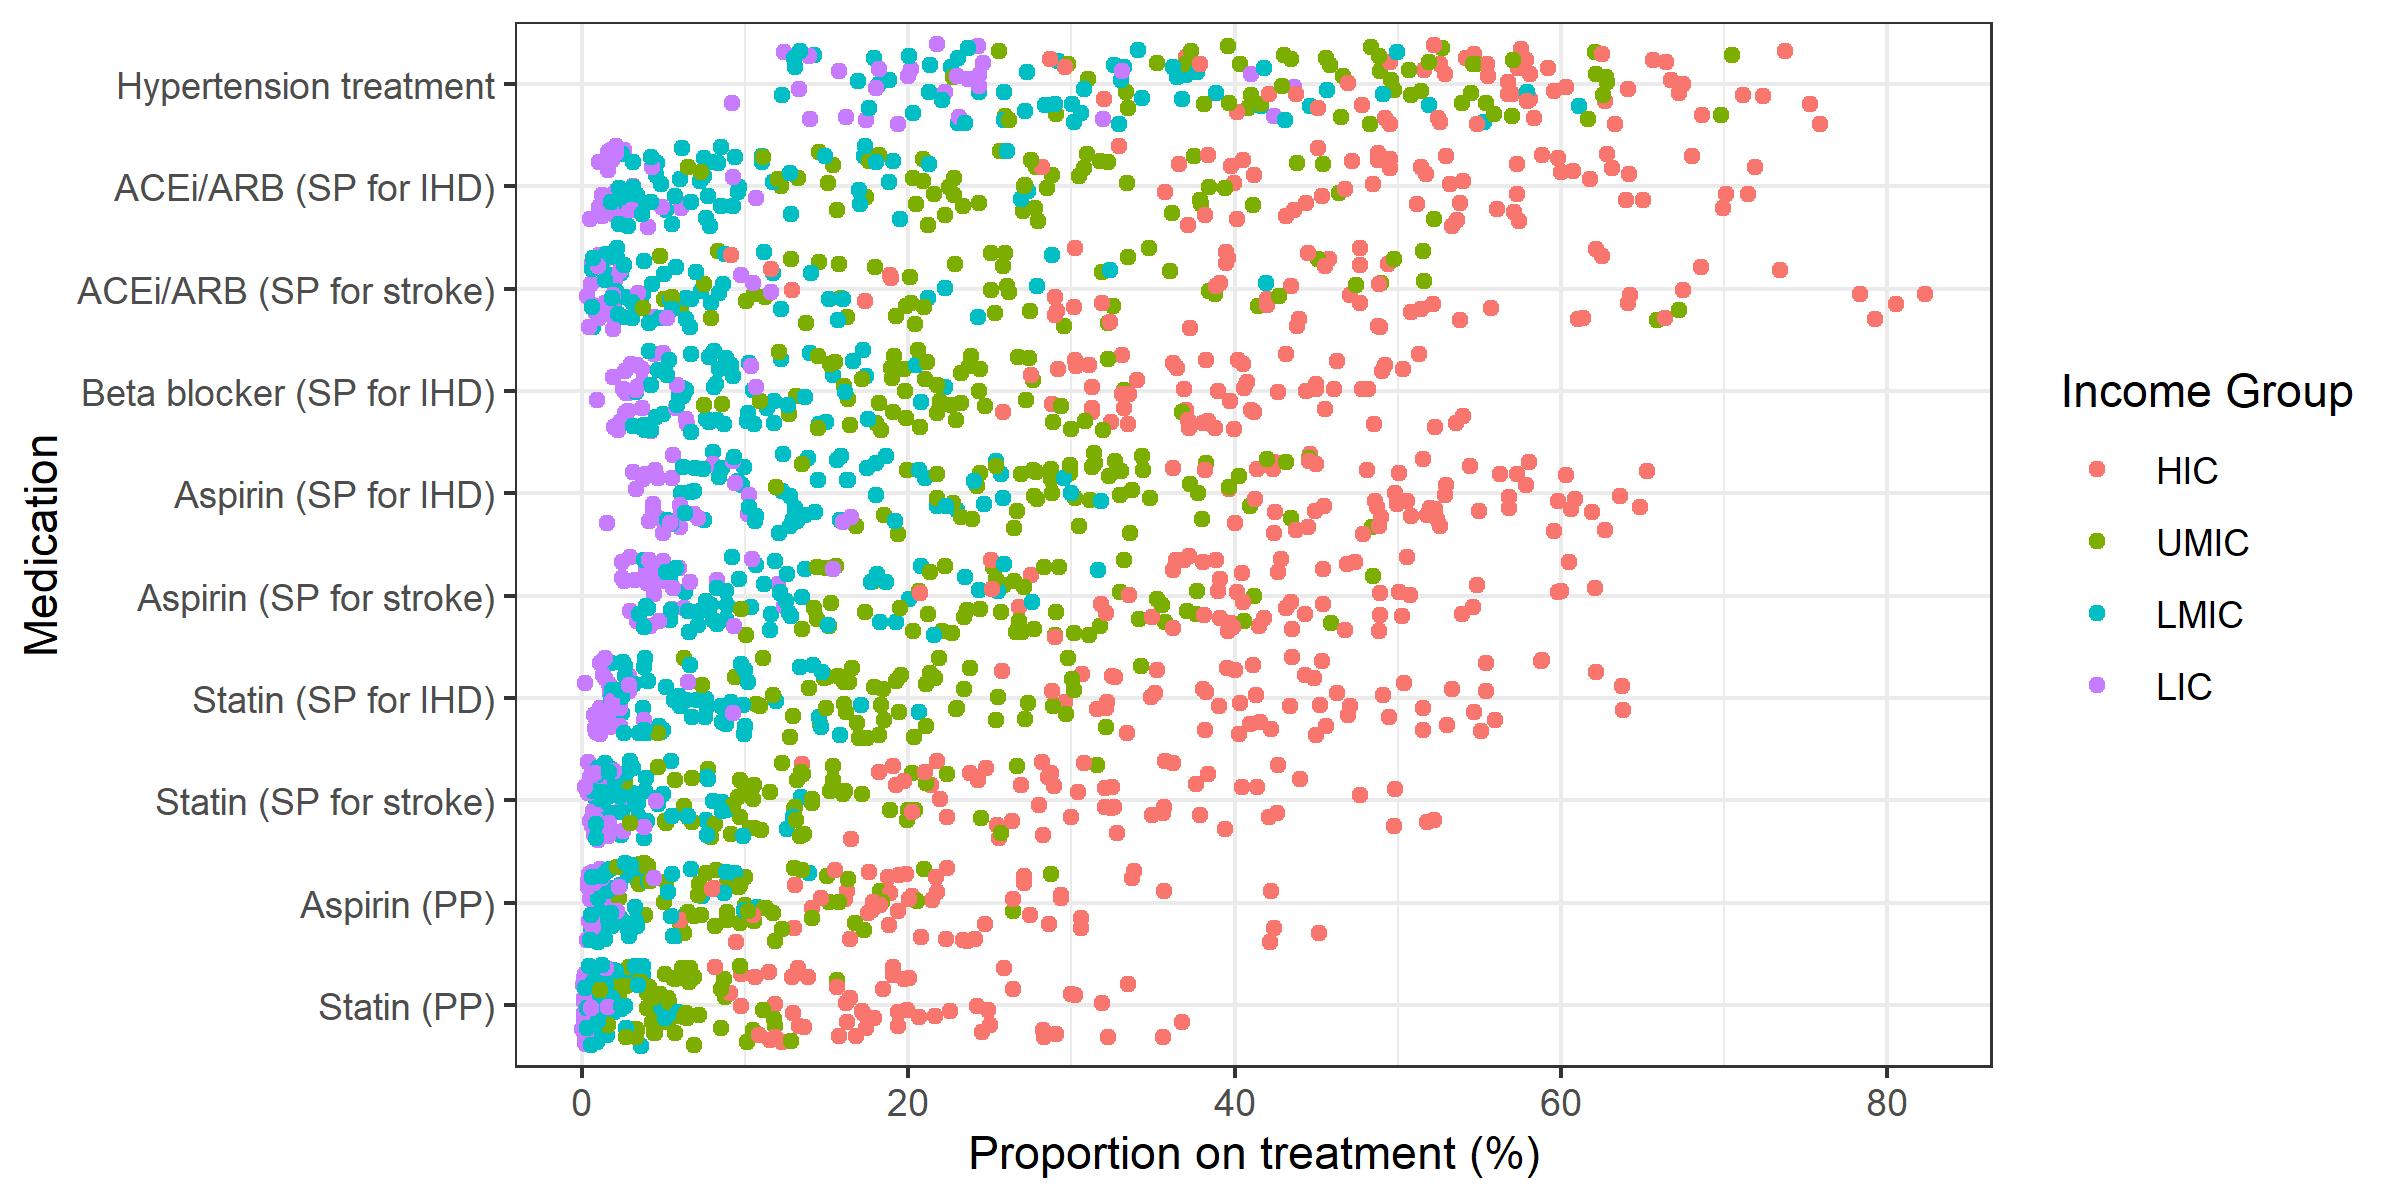 Medication
Hypertension treatment
ACEi/ARB (SP for IHD)
ACEi/ARB (SP for stroke)
Beta blocker (SP for IHD)
Aspirin (SP for IHD)
Aspirin (SP for stroke)
Statin (SP for IHD)
Statin (SP for stroke)
Aspirin (PP)
Statin (PP)
0 20 40 60 80
Proportion on treatment (%)
Income Group
HIC
UMIC
LMIC
LIC